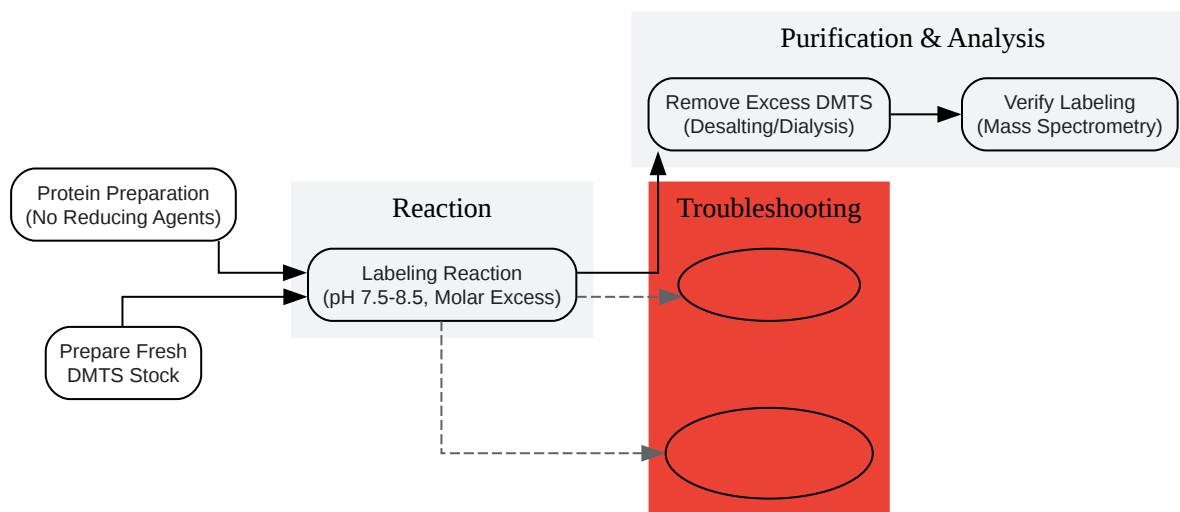 Purification & Analysis
Remove Excess DMTS
(Desalting/Dialysis)
Verify Labeling
(Mass Spectrometry)
Protein Preparation
(No Reducing Agents)
Reaction
Troubleshooting
Labeling Reaction
(pH 7.5-8.5, Molar Excess)
Prepare Fresh
DMTS Stock